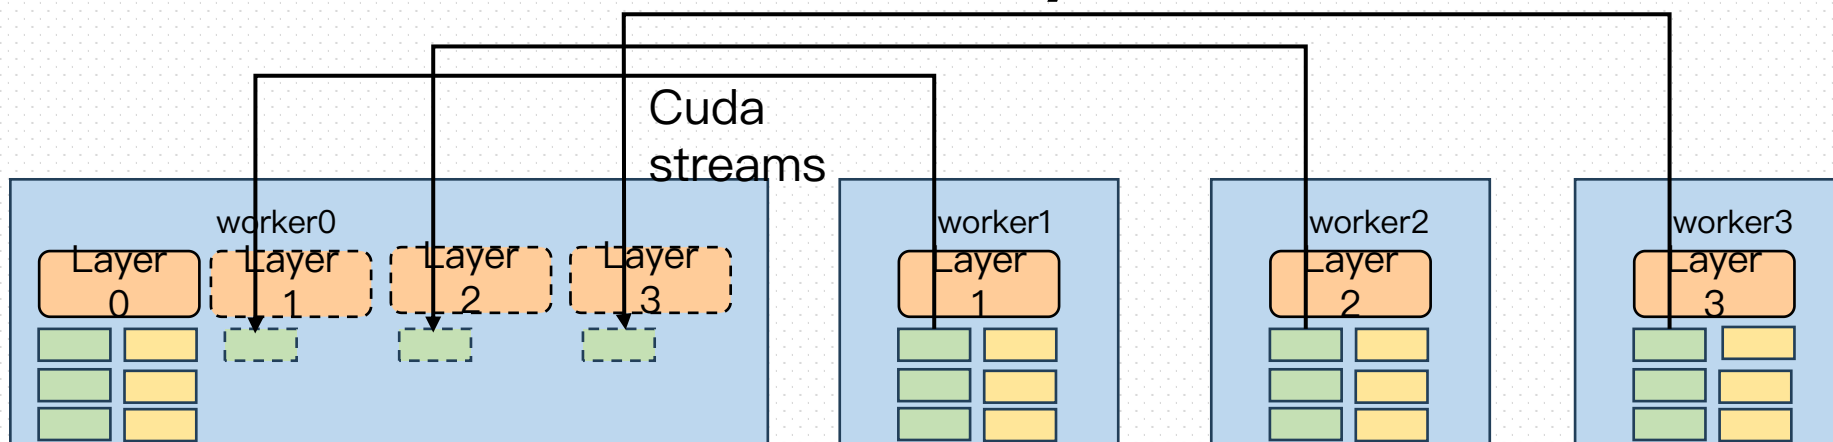 Cuda
streams
worker0
Layer
0
Layer
1
Layer
2
Layer
3
worker1
Layer
1
worker2
Layer
2
worker3
Layer
3